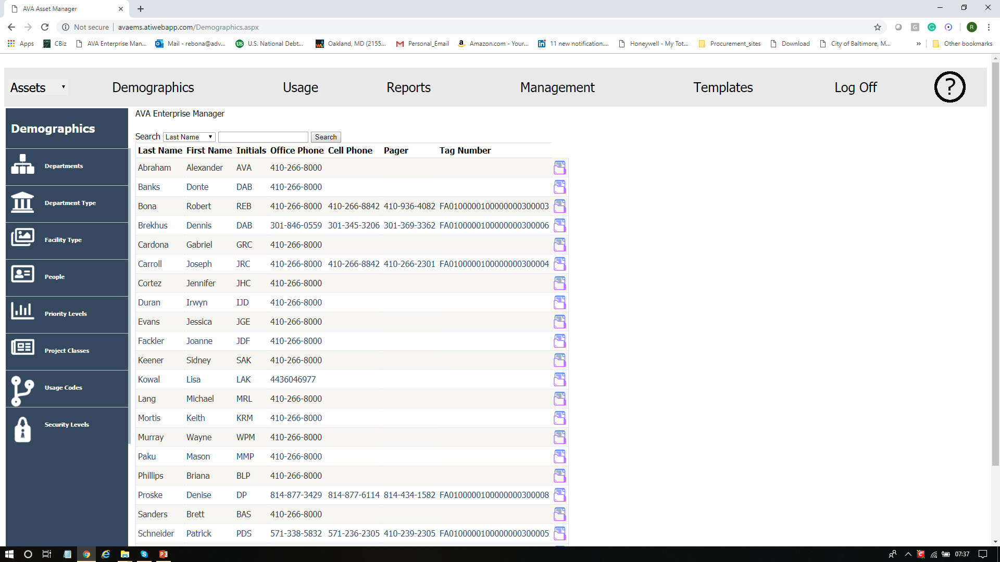 AVA Asset Manager
Not secure avaems.atiwebapp.com/Demographics.aspx
G R
Apps CBiz AVA Enterprise Man... Mail - rebona@adv... U.S. National Debt... Oakland, MD (2155... Personal_Email Amazon.com - Your... 11 new notification... Honeywell - My Tot... Procurement_sites Download City of Baltimore, M... » Other bookmarks
Assets Demographics Usage Reports Management Templates Log Off ?
Demographics
Departments
Department Type
Facility Type
People
Priority Levels
Project Classes
Usage Codes
Security Levels
AVA Enterprise Manager
Search Last Name Search
Last Name First Name Initials Office Phone Cell Phone Pager Tag Number
Abraham Alexander AVA 410-266-8000
Banks Donte DAB 410-266-8000
Bona Robert REB 410-266-8000 410-266-8842 410-936-4082 FA0100000100000000300003
Brekhus Dennis DAB 301-846-0559 301-345-3206 301-369-3362 FA0100000100000000300006
Cardona Gabriel GRC 410-266-8000
Carroll Joseph JRC 410-266-8000 410-266-8842 410-266-2301 FA0100000100000000300004
Cortez Jennifer JHC 410-266-8000
Duran Irwyn IJD 410-266-8000
Evans Jessica JGE 410-266-8000
Fackler Joanne JDF 410-266-8000
Keener Sidney SAK 410-266-8000
Kowal Lisa LAK 4436046977
Lang Michael MRL 410-266-8000
Mortis Keith KRM 410-266-8000
Murray Wayne WPM 410-266-8000
Paku Mason MMP 410-266-8000
Phillips Briana BLP 410-266-8000
Proske Denise DP 814-877-3429 814-877-6114 814-434-1582 FA0100000100000000300008
Sanders Brett BAS 410-266-8000
Schneider Patrick PDS 571-338-5832 571-236-2305 410-239-2305 FA0100000100000000300005
07:37